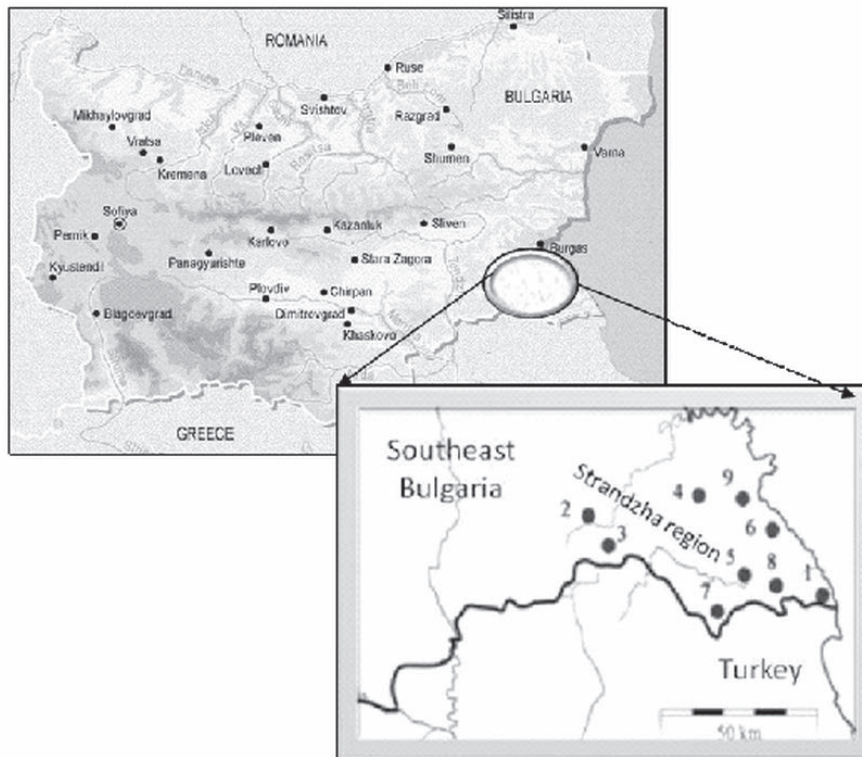 Silistra
ROMANIA
Ruse
Danube
BULGARIA
Svishtov
Razgrad
Mikhaylovgrad
Pleven
Vratsa
Shumen
Varna
Kremena
Lovech
Rositsa
Sofiya
Kazanluk
Sliven
Pernik
Karlovo
Burgas
Panagyurishte
Stara Zagora
Kyustendil
Plovdiv
Chirpan
Blagoevgrad
Dimitrovgrad
Khaskovo
GREECE
Southeast
Bulgaria
Strandzha region
9
4
2
6
3
5
8
1
7
Turkey
50 km